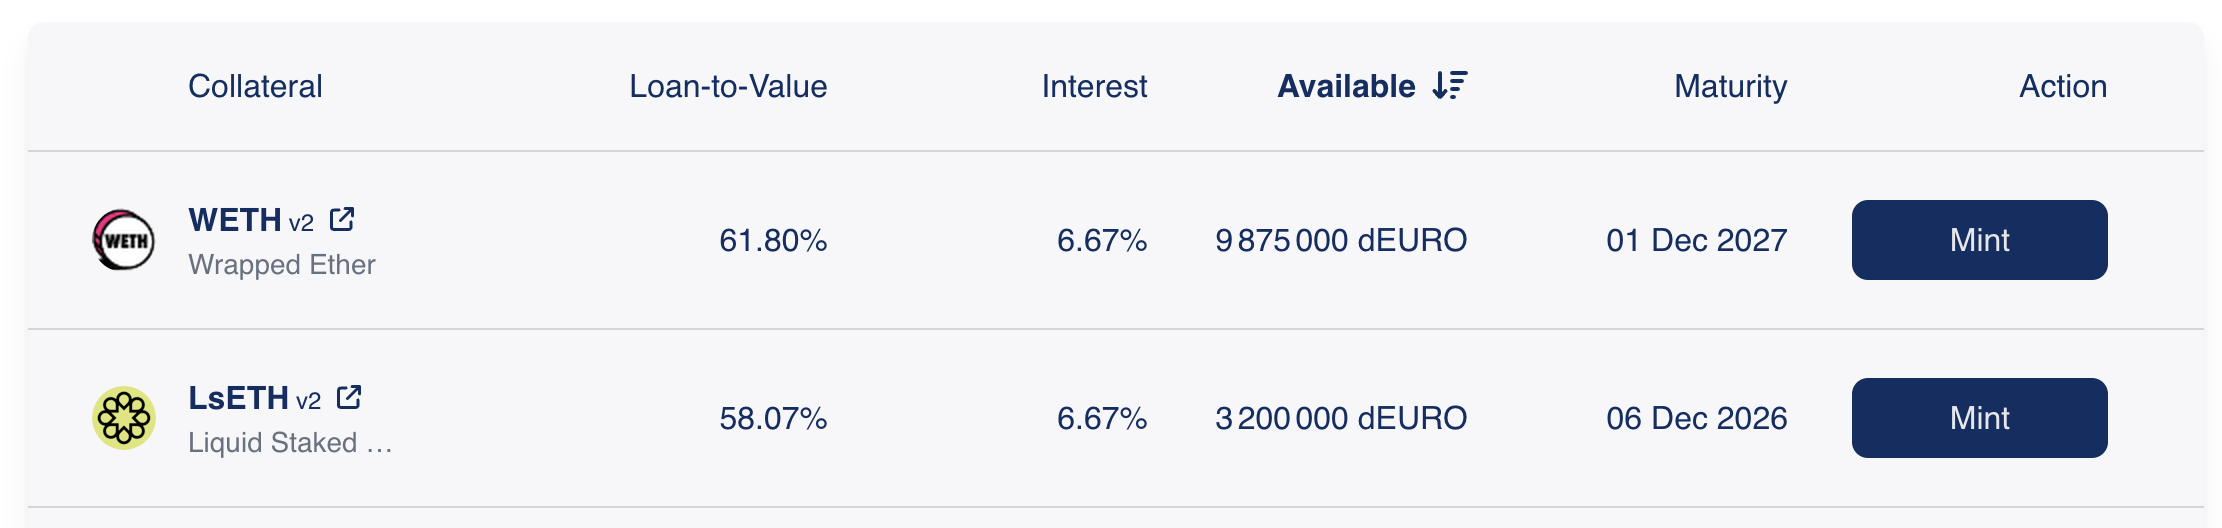 Collateral Loan-to-Value Interest Available Maturity Action
WETH
WETH v2
Wrapped Ether
61.80% 6.67% 9 875 000 dEURO 01 Dec 2027 Mint
LsETH v2
Liquid Staked …
58.07% 6.67% 3 200 000 dEURO 06 Dec 2026 Mint